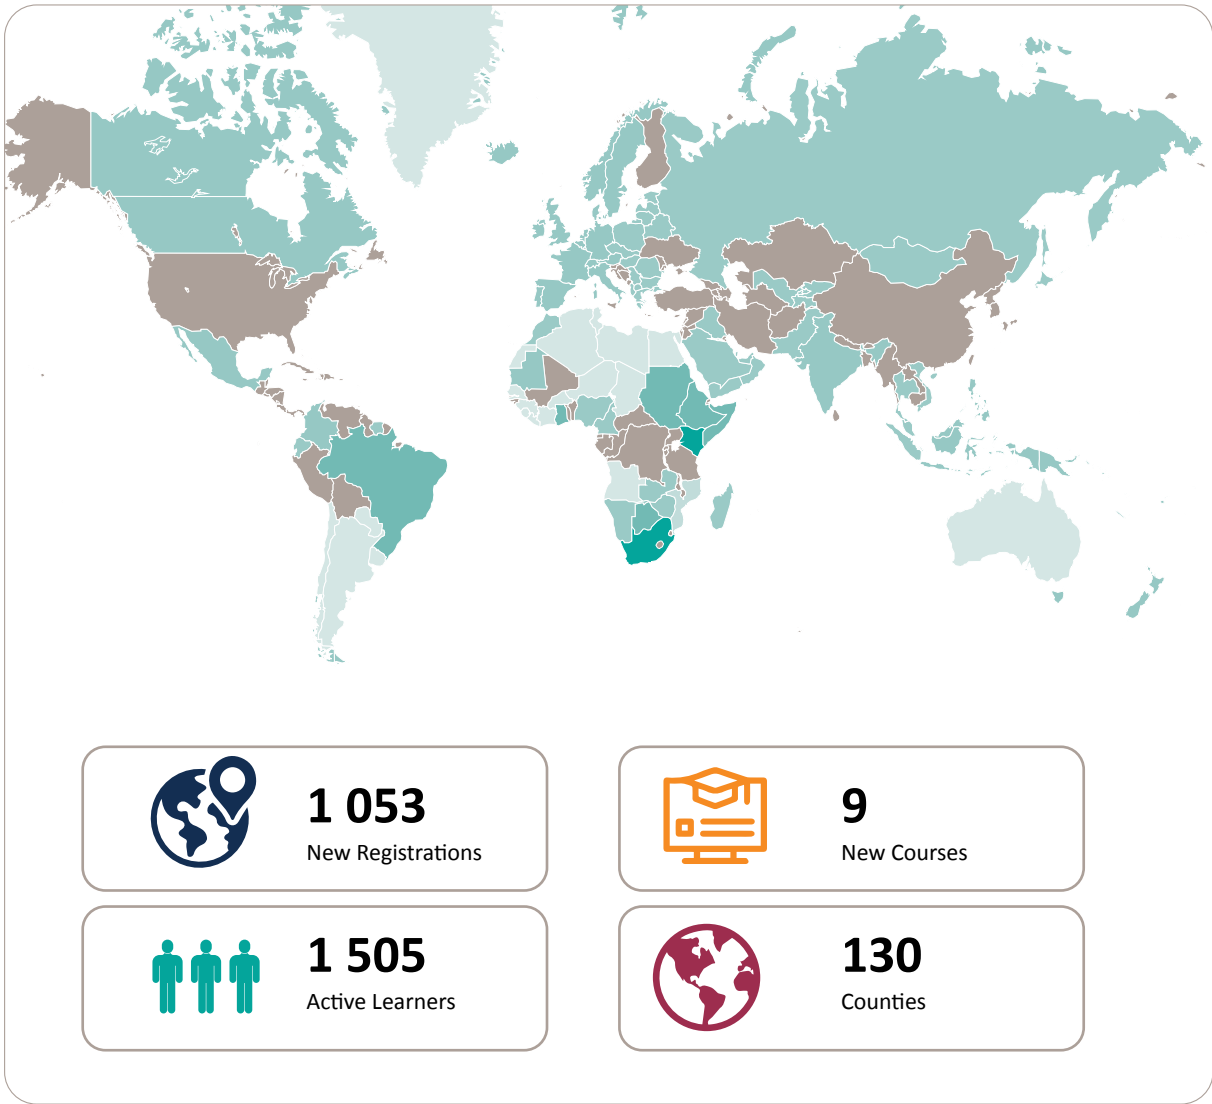 1 053
New Registrations
9
New Courses
1 505
Active Learners
130
Counties